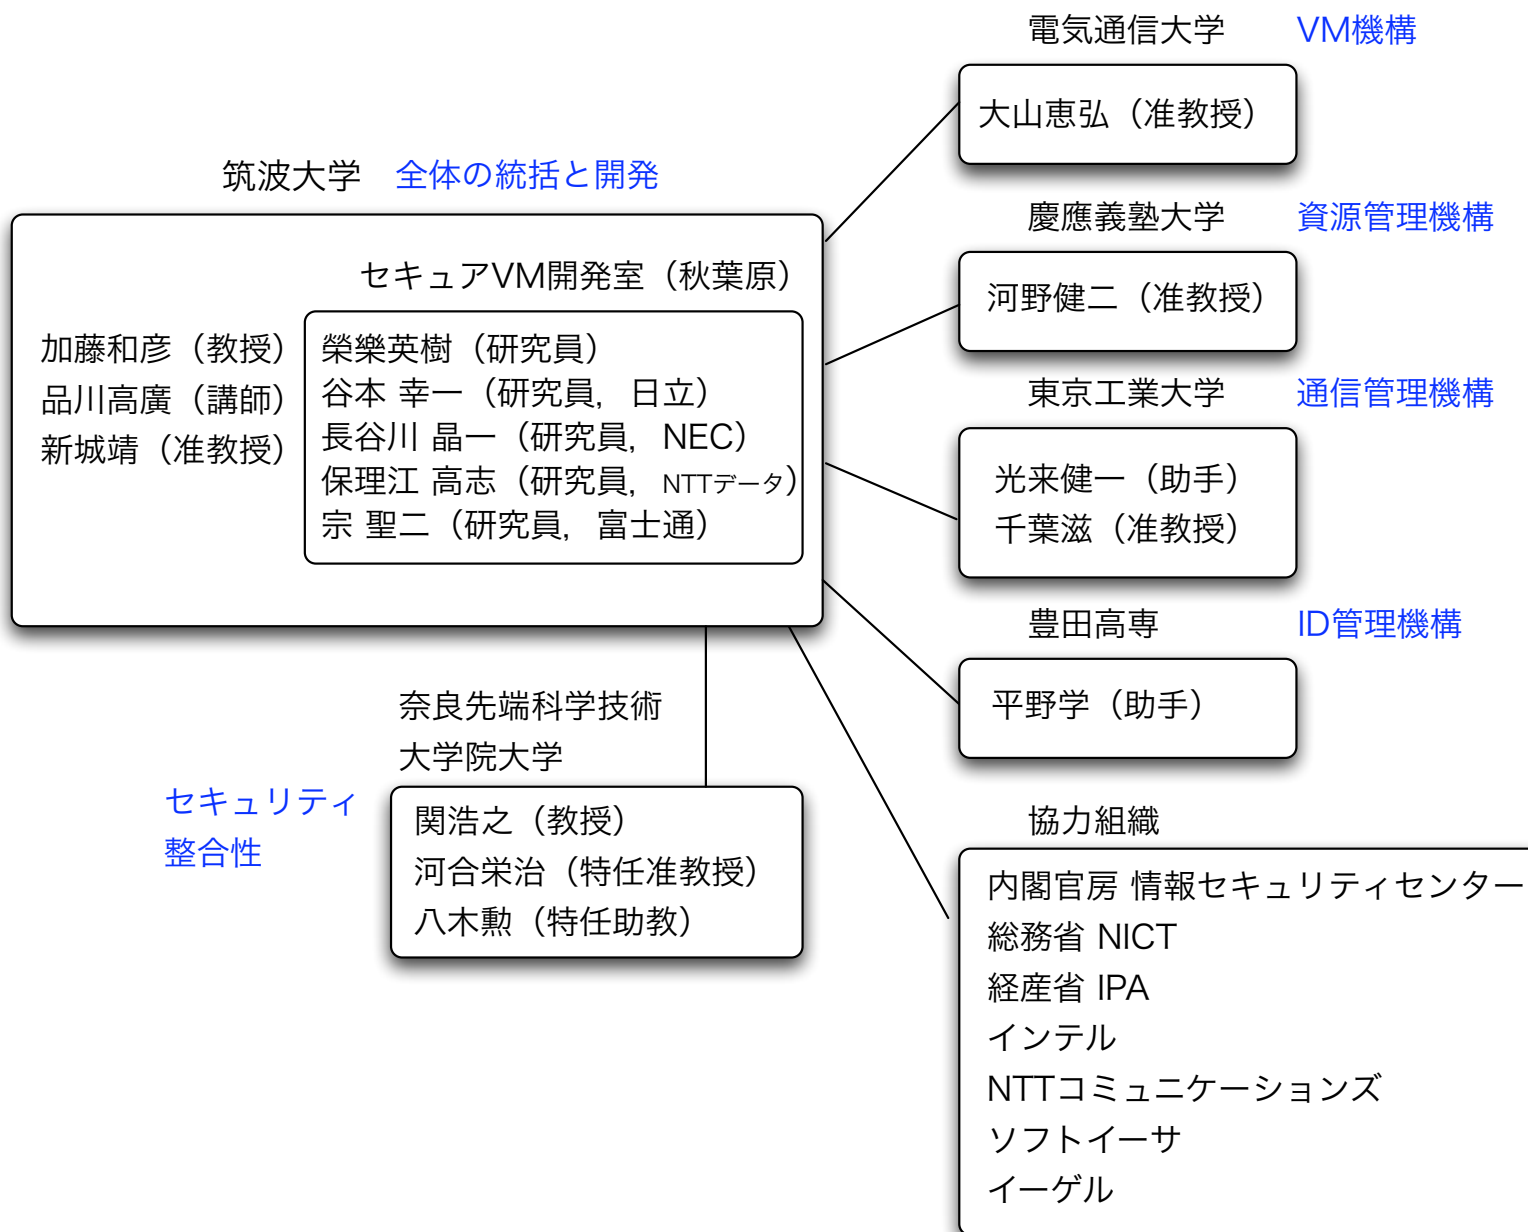 筑波大学 全体の統括と開発
セキュアVM開発室（秋葉原）
加藤和彦（教授）
品川高廣（講師）
新城靖（准教授）
榮樂英樹（研究員）
谷本 幸一（研究員，日立）
長谷川 晶一（研究員，NEC）
保理江 高志（研究員，NTTデータ）
宗 聖二（研究員，富士通）
電気通信大学 VM機構
大山恵弘（准教授）
慶應義塾大学 資源管理機構
河野健二（准教授）
東京工業大学 通信管理機構
光来健一（助手）
千葉滋（准教授）
豊田高専 ID管理機構
平野学（助手）
奈良先端科学技術
大学院大学
セキュリティ
整合性
関浩之（教授）
河合栄治（特任准教授）
八木勲（特任助教）
協力組織
内閣官房 情報セキュリティセンター
総務省 NICT
経産省 IPA
インテル
NTTコミュニケーションズ
ソフトイーサ
イーゲル